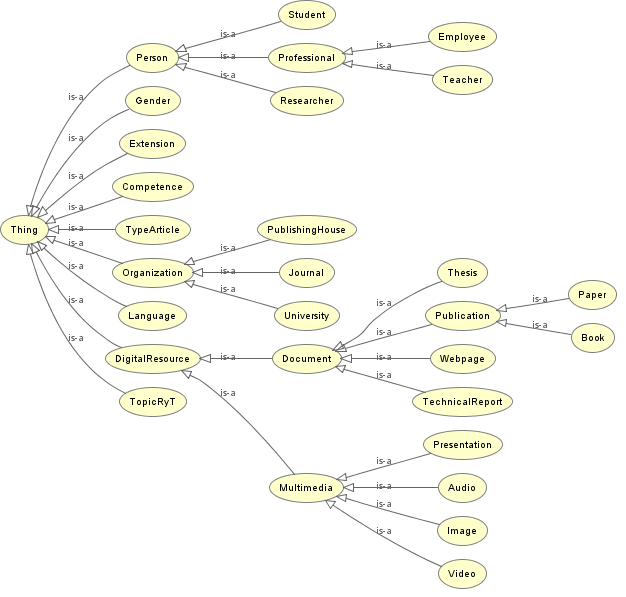 Student
is-a
Employee
is-a
Person
is-a
Professional
is-a
Teacher
is-a
is-a
Gender
Researcher
is-a
Extension
is-a
Competence
is-a
Thing
is-a
TypeArticle
PublishingHouse
is-a
is-a
Organization
is-a
Journal
Thesis
is-a
is-a
Language
University
is-a
Publication
is-a
Paper
is-a
is-a
is-a
Book
DigitalResource
is-a
Document
is-a
Webpage
is-a
TopicRyT
is-a
TechnicalReport
Presentation
is-a
Multimedia
is-a
Audio
is-a
Image
is-a
Video